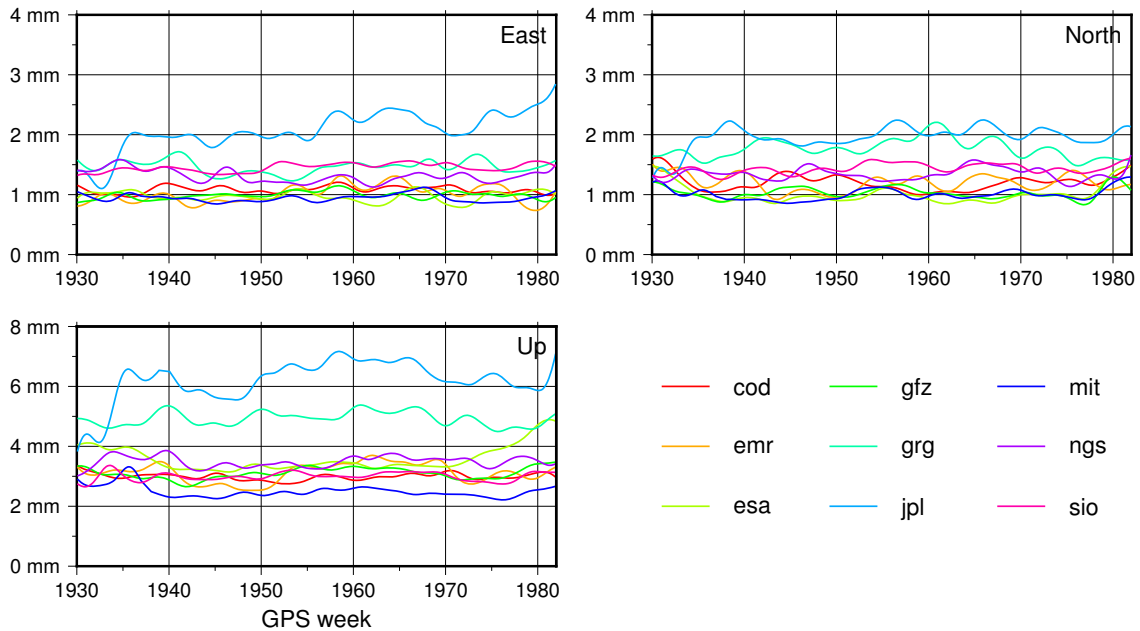 4 mm
3 mm
2 mm
1 mm
0 mm
East
1930 1940 1950 1960 1970 1980
4 mm
3 mm
2 mm
1 mm
0 mm
North
1930 1940 1950 1960 1970 1980
8 mm
6 mm
4 mm
2 mm
0 mm
Up
1930 1940 1950 1960 1970 1980
GPS week
cod gfz mit
emr grg ngs
esa jpl sio